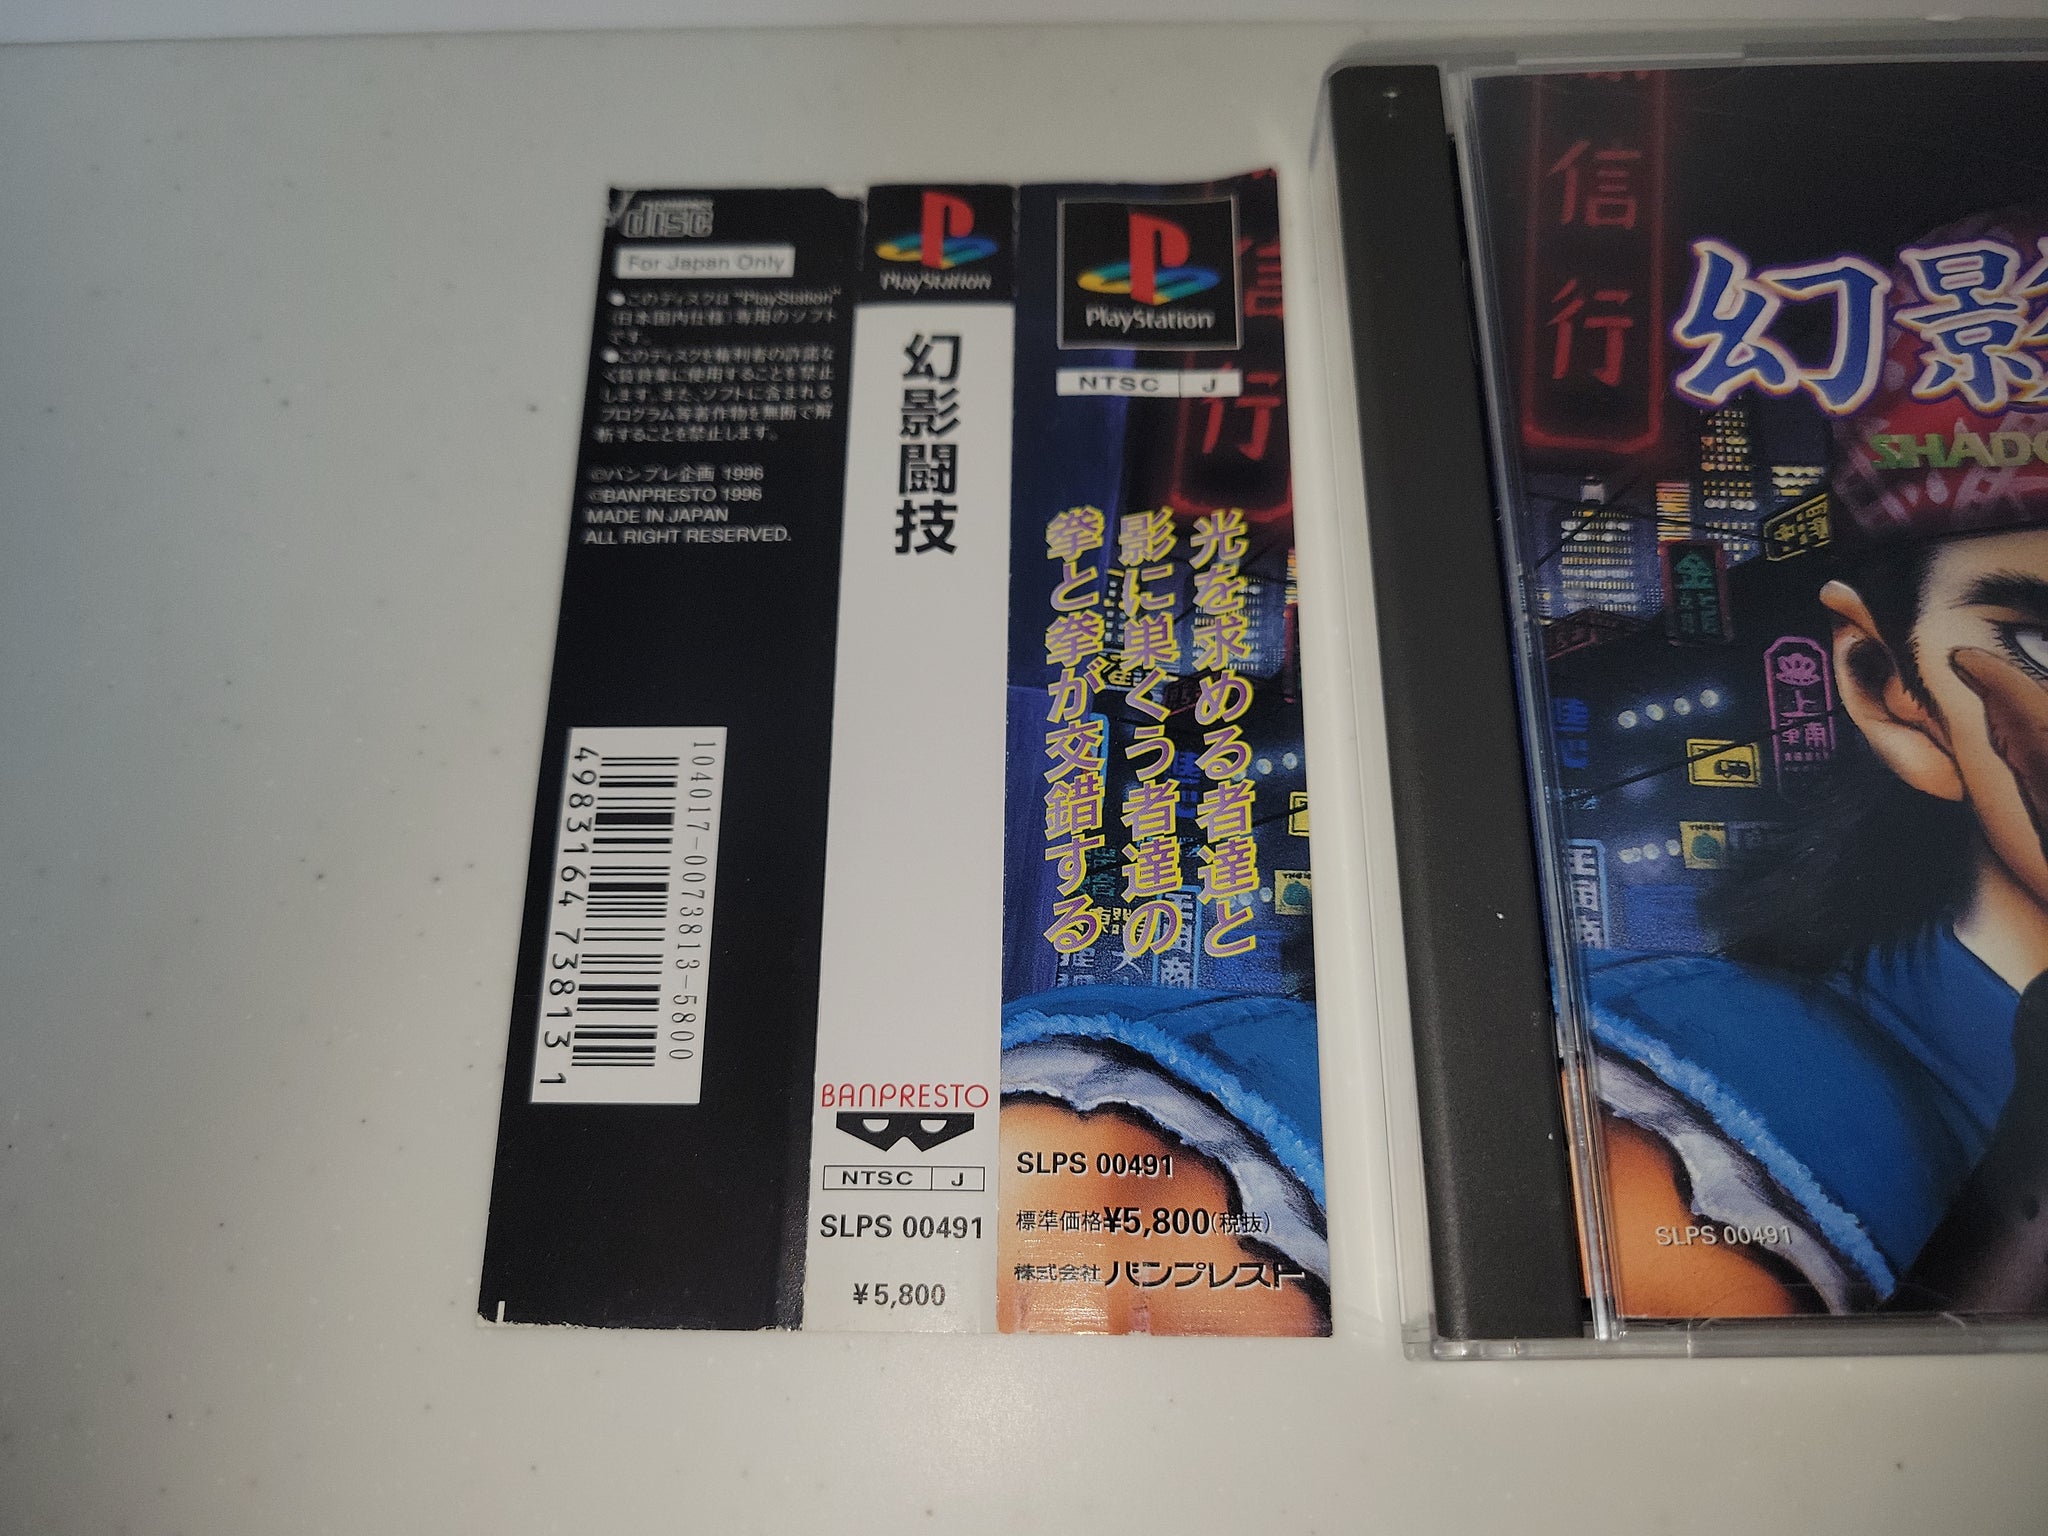 disc
For Japan Only
●このディスクは"PlayStation"
(日本国内仕様)専用のソフト
です。
●このディスクを権利者の許諾な
く賃貸業に使用することを禁止
します。また、ソフトに含まれる
プログラム等著作物を無断で解
析することを禁止します。
©バンプレ企画 1996
©BANPRESTO 1996
MADE IN JAPAN
ALL RIGHT RESERVED.
104017-0073813-5800
4983164 738131
PlayStation
幻影闘技
BANPRESTO
NTSC J
SLPS 00491
¥5,800
PlayStation
NTSC J
信
行
光を求める者達と
影に巣くう者達の
拳と拳が交錯する
SLPS 00491
標準価格¥5,800(税抜)
株式会社バンプレスト
信
行
幻影
SHADO
金
上
SLPS 00491